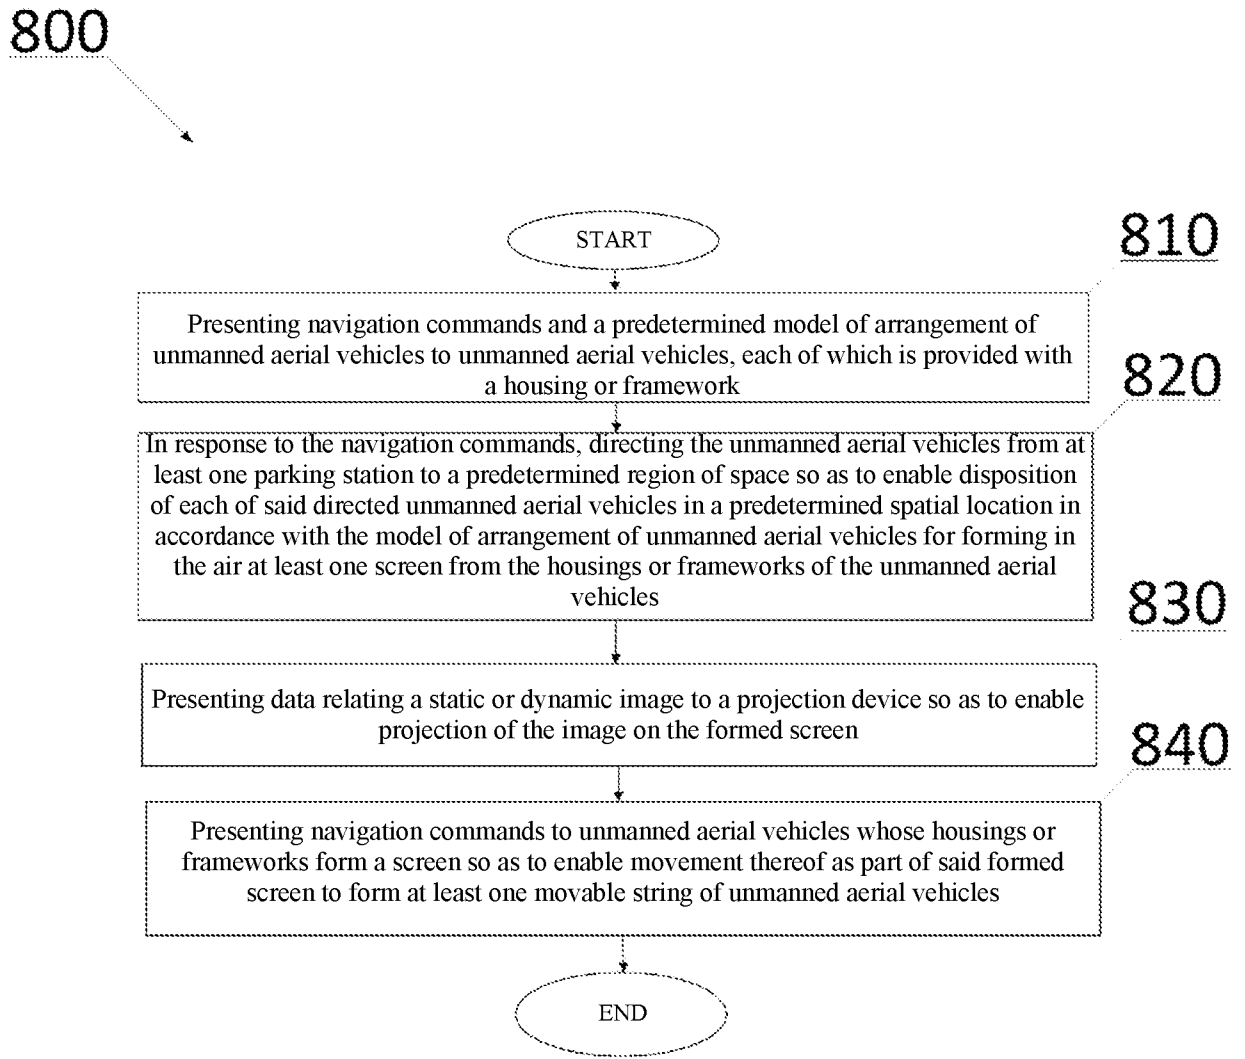 800
START
810
Presenting navigation commands and a predetermined model of arrangement of
unmanned aerial vehicles to unmanned aerial vehicles, each of which is provided with
a housing or framework
820
In response to the navigation commands, directing the unmanned aerial vehicles from at
least one parking station to a predetermined region of space so as to enable disposition
of each of said directed unmanned aerial vehicles in a predetermined spatial location in
accordance with the model of arrangement of unmanned aerial vehicles for forming in
the air at least one screen from the housings or frameworks of the unmanned aerial
vehicles
830
Presenting data relating a static or dynamic image to a projection device so as to enable
projection of the image on the formed screen
840
Presenting navigation commands to unmanned aerial vehicles whose housings or
frameworks form a screen so as to enable movement thereof as part of said formed
screen to form at least one movable string of unmanned aerial vehicles
END